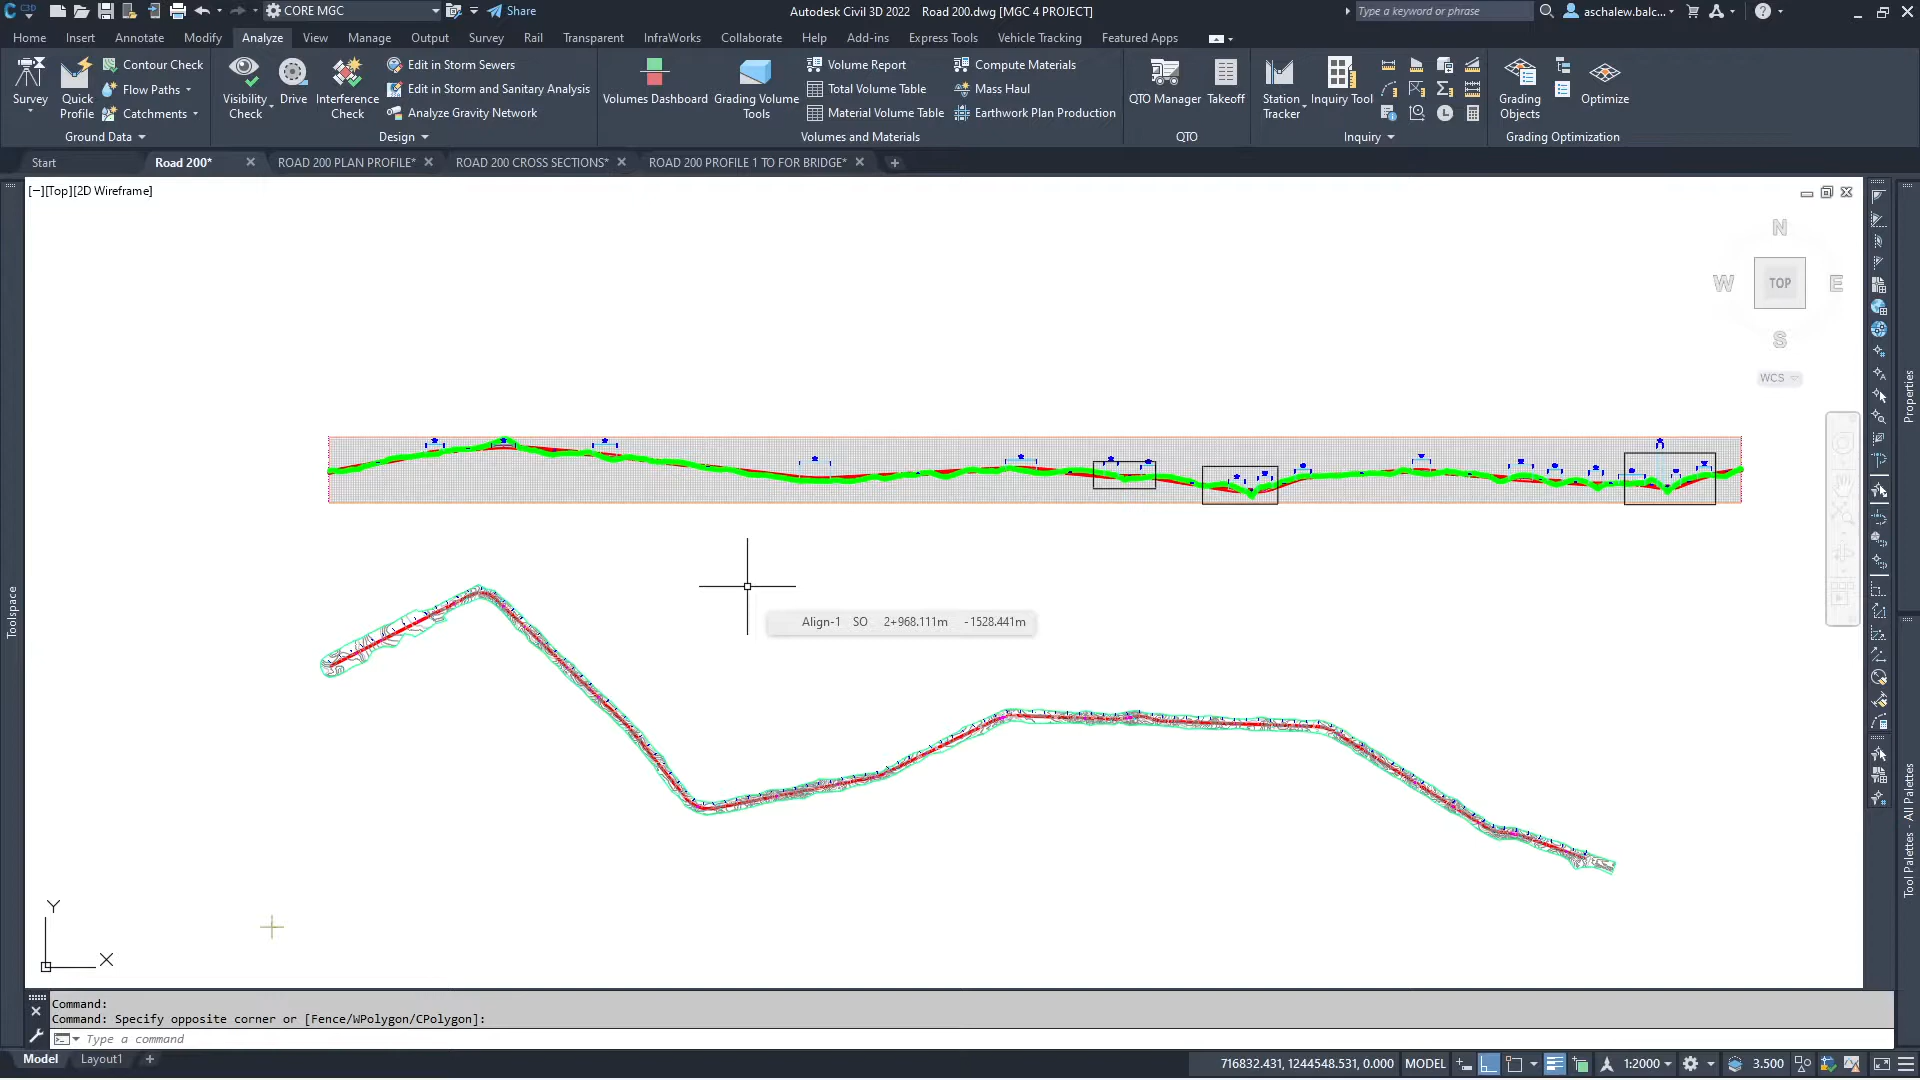 C3D
CORE MGC
Share
Autodesk Civil 3D 2022 Road 200.dwg [MGC 4 PROJECT]
Type a keyword or phrase
aschalew.balc...
Home Insert Annotate Modify Analyze View Manage Output Survey Rail Transparent InfraWorks Collaborate Help Add-ins Express Tools Vehicle Tracking Featured Apps
Survey
Quick Profile
Contour Check
Flow Paths
Catchments
Ground Data
Visibility Check
Drive
Interference Check
Edit in Storm Sewers
Edit in Storm and Sanitary Analysis
Analyze Gravity Network
Design
Volumes Dashboard
Grading Volume Tools
Volume Report
Total Volume Table
Material Volume Table
Compute Materials
Mass Haul
Earthwork Plan Production
Volumes and Materials
QTO Manager
Takeoff
QTO
Station Tracker
Inquiry Tool
Inquiry
Grading Objects
Optimize
Grading Optimization
Start
Road 200*
ROAD 200 PLAN PROFILE*
ROAD 200 CROSS SECTIONS*
ROAD 200 PROFILE 1 TO FOR BRIDGE*
[−][Top][2D Wireframe]
N
W TOP E
S
WCS
Toolspace
Properties
Tool Palettes - All Palettes
Align-1 SO 2+968.111m -1528.441m
Y
X
Command:
Command: Specify opposite corner or [Fence/WPolygon/CPolygon]:
Type a command
Model Layout1
716832.431, 1244548.531, 0.000 MODEL 1:2000 3.500